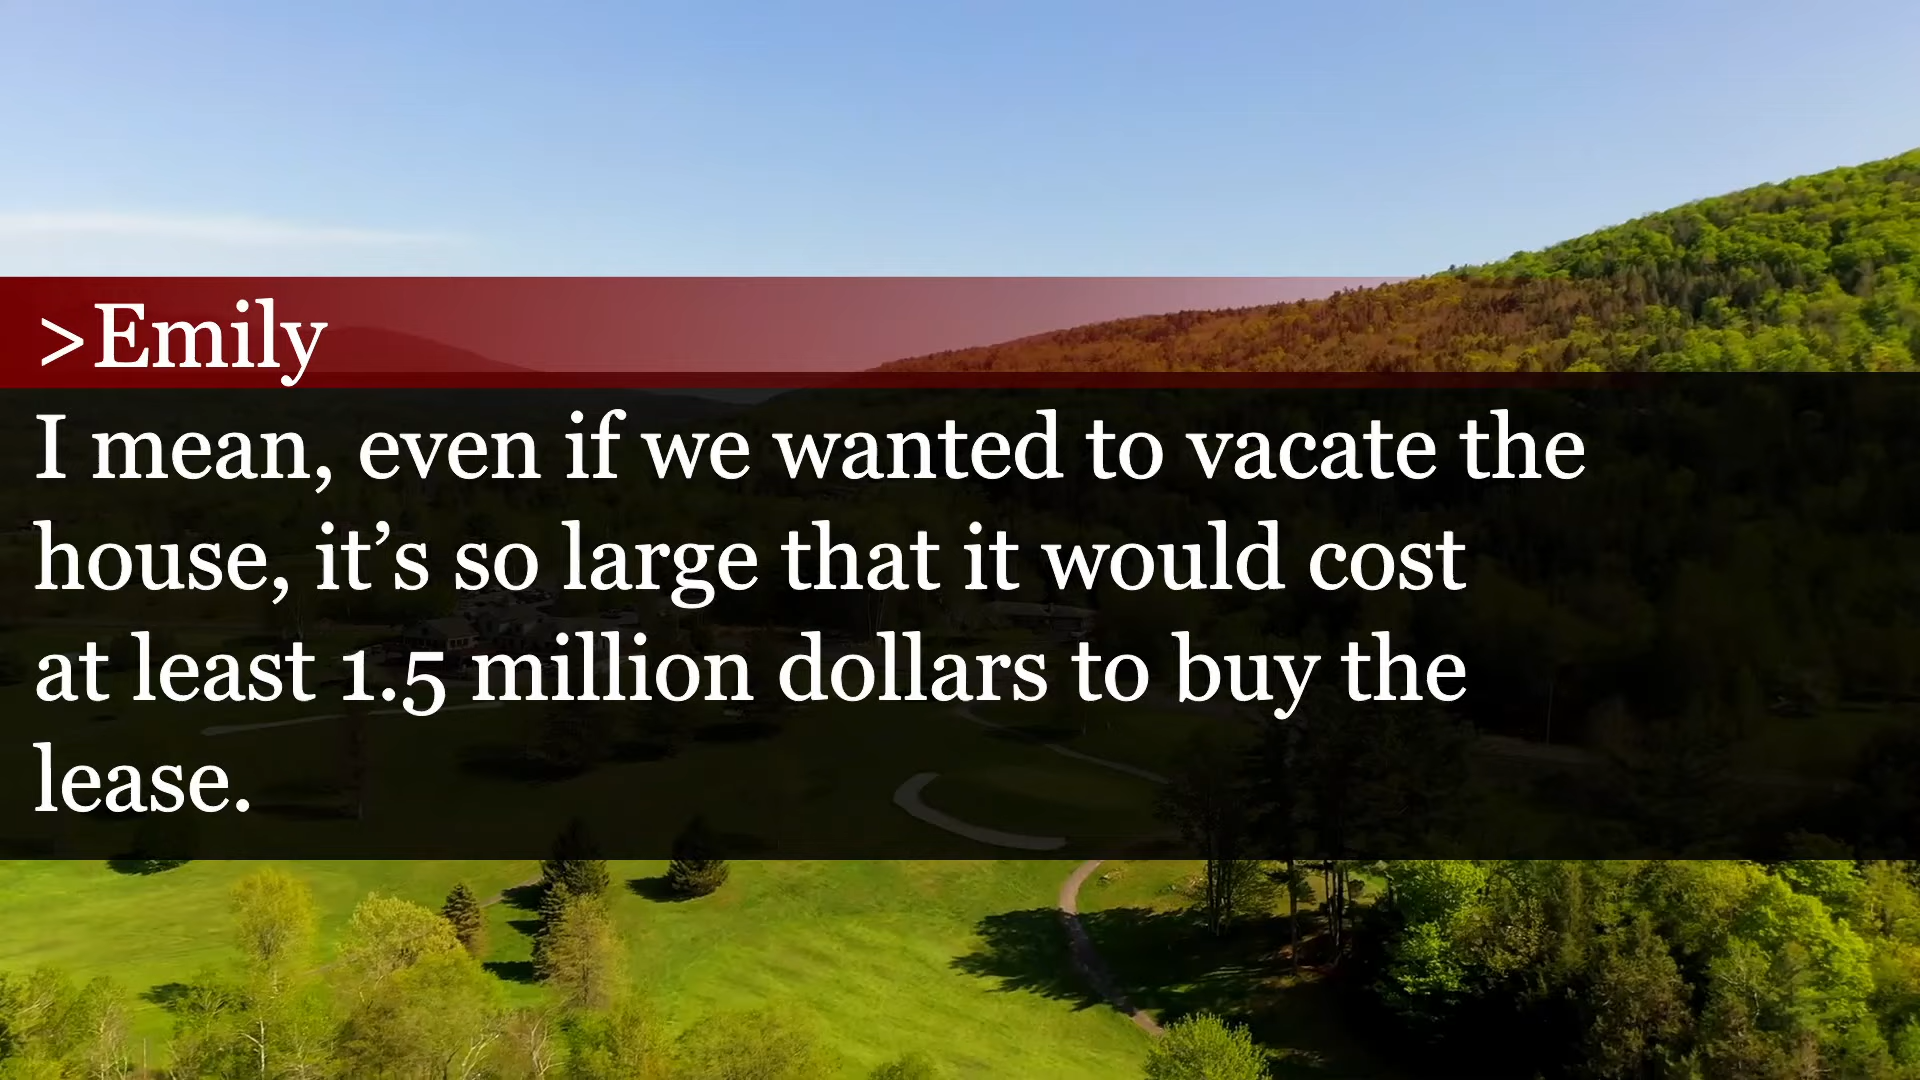 >Emily
I mean, even if we wanted to vacate the
house, it’s so large that it would cost
at least 1.5 million dollars to buy the
lease.